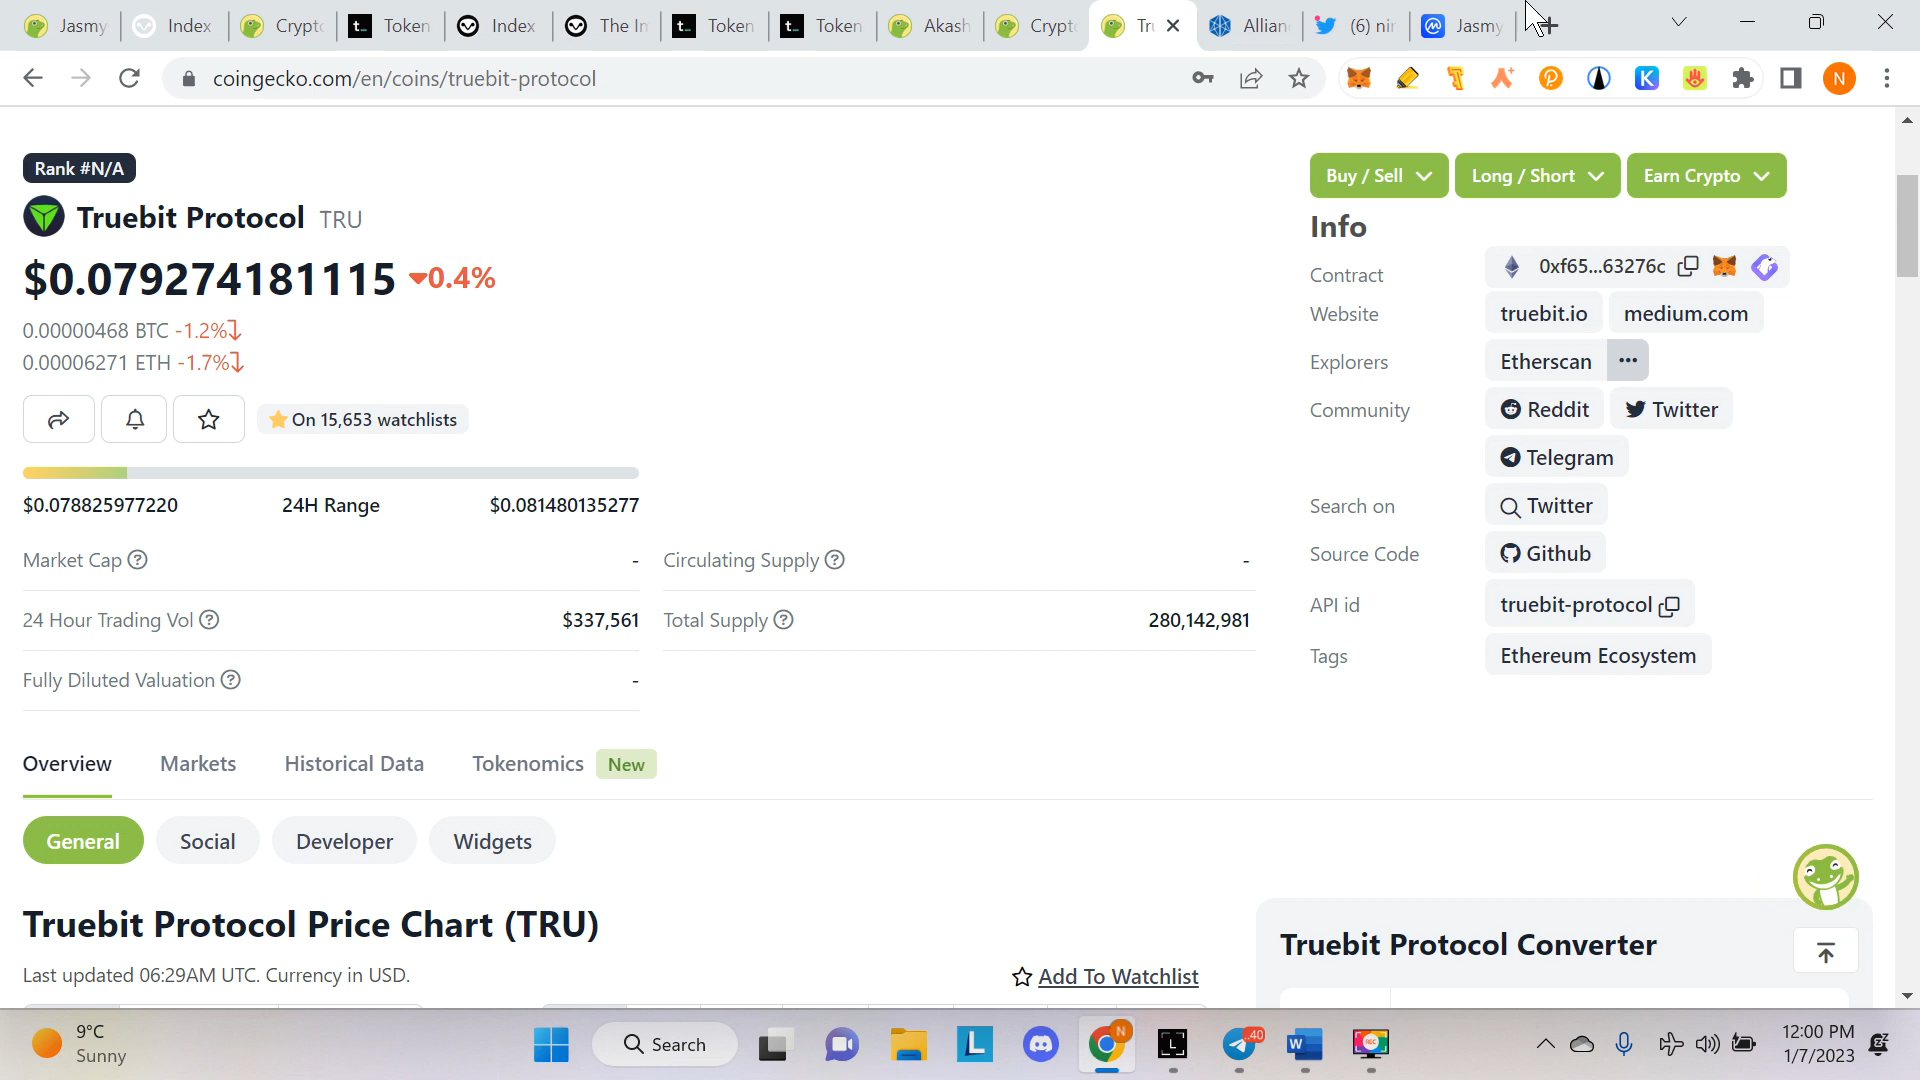 Jasmy Index Crypt Token Index The In Token Token Akash Crypt Tru Allian (6) nin Jasmy
coingecko.com/en/coins/truebit-protocol
N
Rank #N/A
Truebit Protocol TRU
$0.079274181115 0.4%
0.00000468 BTC -1.2%
0.00006271 ETH -1.7%
On 15,653 watchlists
$0.078825977220 24H Range $0.081480135277
Market Cap - Circulating Supply -
24 Hour Trading Vol $337,561 Total Supply 280,142,981
Fully Diluted Valuation -
Buy / Sell Long / Short Earn Crypto
Info
Contract 0xf65...63276c
Website truebit.io medium.com
Explorers Etherscan ...
Community Reddit Twitter
Telegram
Search on Twitter
Source Code Github
API id truebit-protocol
Tags Ethereum Ecosystem
Overview Markets Historical Data Tokenomics New
General Social Developer Widgets
Truebit Protocol Price Chart (TRU)
Last updated 06:29AM UTC. Currency in USD.
Add To Watchlist
Truebit Protocol Converter
9°C
Sunny
Search
40
12:00 PM
1/7/2023